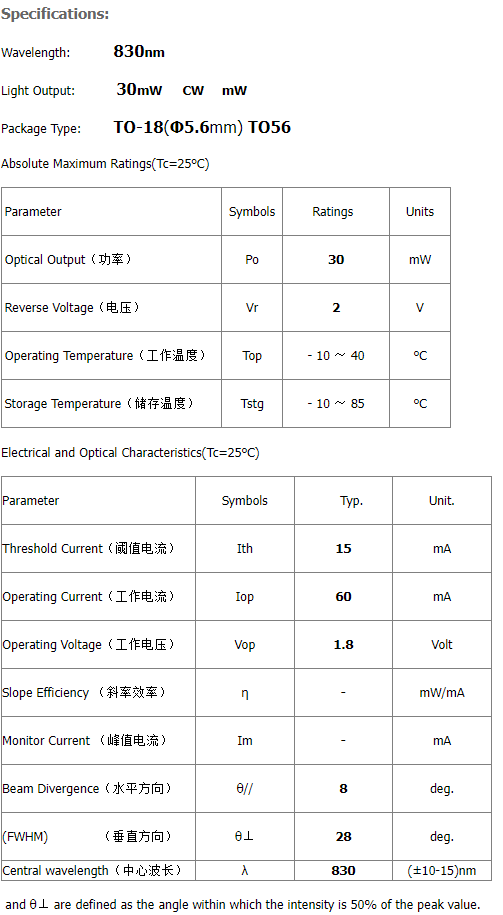 Specifications:
Wavelength: 830nm
Light Output: 30mW CW mW
Package Type: TO-18(Φ5.6mm) TO56
Absolute Maximum Ratings(Tc=25ºC)
Parameter Symbols Ratings Units
Optical Output（功率） Po 30 mW
Reverse Voltage（电压） Vr 2 V
Operating Temperature（工作温度） Top - 10 ～ 40 ºC
Storage Temperature（储存温度） Tstg - 10 ～ 85 ºC
Electrical and Optical Characteristics(Tc=25ºC)
Parameter Symbols Typ. Unit.
Threshold Current（阈值电流） Ith 15 mA
Operating Current（工作电流） Iop 60 mA
Operating Voltage（工作电压） Vop 1.8 Volt
Slope Efficiency （斜率效率） η - mW/mA
Monitor Current （峰值电流） Im - mA
Beam Divergence（水平方向） θ// 8 deg.
(FWHM) （垂直方向） θ⊥ 28 deg.
Central wavelength（中心波长） λ 830 (±10-15)nm
and θ⊥ are defined as the angle within which the intensity is 50% of the peak value.